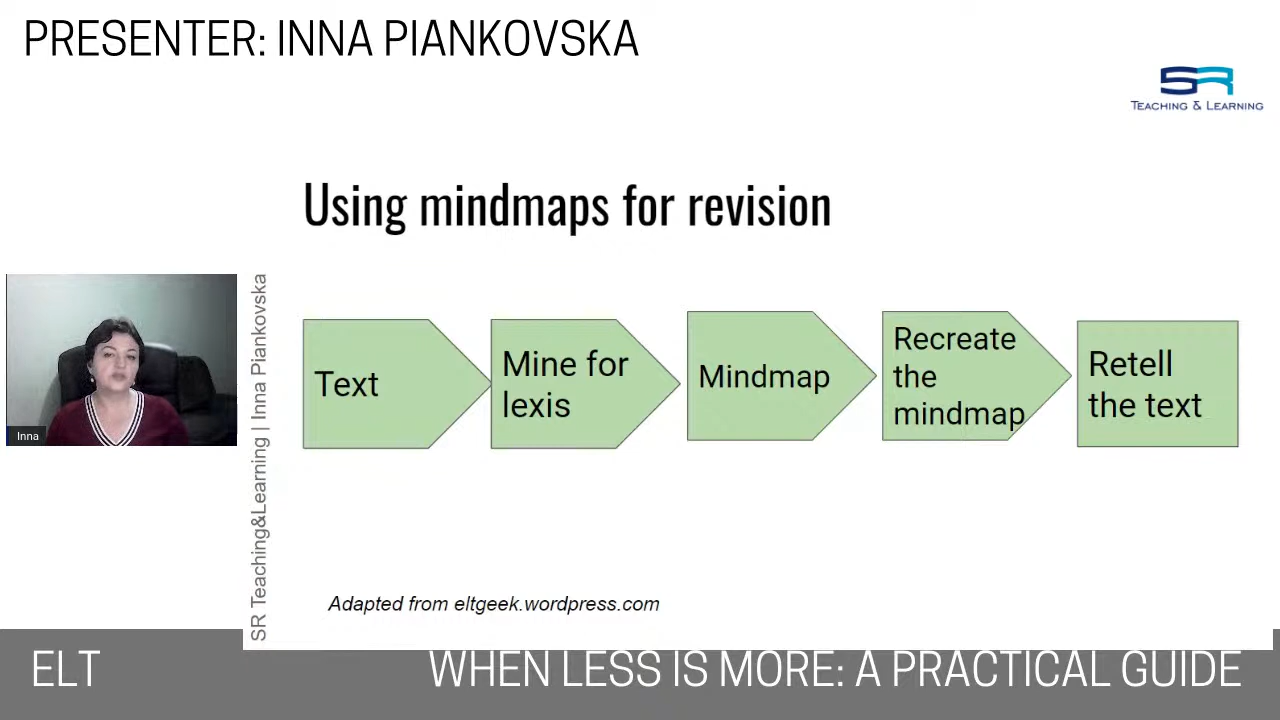 PRESENTER: INNA PIANKOVSKA
SR
TEACHING & LEARNING
Using mindmaps for revision
Inna
SR Teaching&Learning | Inna Piankovska
Text
Mine for
lexis
Mindmap
Recreate
the
mindmap
Retell
the text
Adapted from eltgeek.wordpress.com
ELT
WHEN LESS IS MORE: A PRACTICAL GUIDE